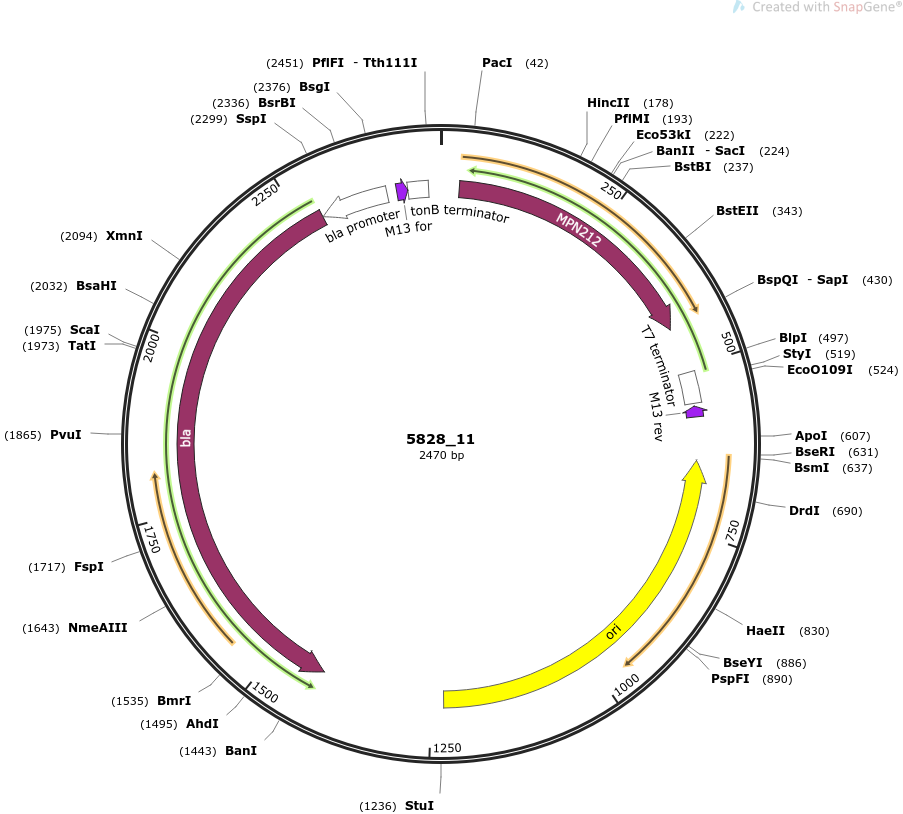 Created with SnapGene®
(2451) PflFI - Tth111I
PacI (42)
(2376) BsgI
(2336) BsrBI
(2299) SspI
HincII (178)
PflMI (193)
Eco53kI (222)
BanII - SacI (224)
BstBI (237)
BstEII (343)
BspQI - SapI (430)
BlpI (497)
StyI (519)
EcoO109I (524)
ApoI (607)
BseRI (631)
BsmI (637)
DrdI (690)
HaeII (830)
BseYI (886)
PspFI (890)
(1236) StuI
(1443) BanI
(1495) AhdI
(1535) BmrI
(1643) NmeAIII
(1717) FspI
(1865) PvuI
(1973) TatI
(1975) ScaI
(2032) BsaHI
(2094) XmnI
250
500
750
1000
1250
1500
1750
2000
2250
bla promoter
M13 for
tonB terminator
MPN212
T7 terminator
M13 rev
ori
bla
5828_11
2470 bp